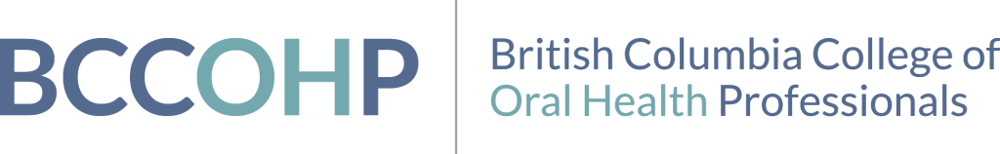 BCCOHP
British Columbia College of
Oral Health Professionals